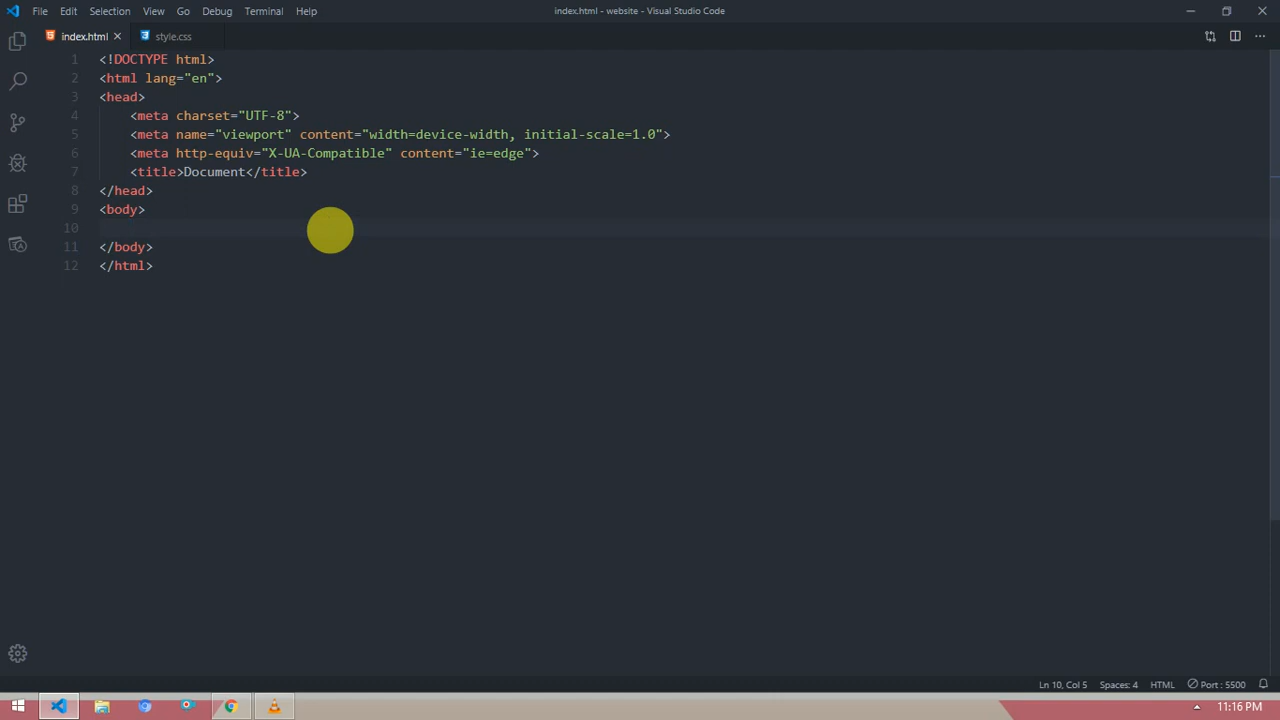 File Edit Selection View Go Debug Terminal Help index.html - website - Visual Studio Code
index.html style.css
1 <!DOCTYPE html>
2 <html lang="en">
3 <head>
4 <meta charset="UTF-8">
5 <meta name="viewport" content="width=device-width, initial-scale=1.0">
6 <meta http-equiv="X-UA-Compatible" content="ie=edge">
7 <title>Document</title>
8 </head>
9 <body>
10
11 </body>
12 </html>
Ln 10, Col 5 Spaces: 4 HTML Port : 5500
11:16 PM